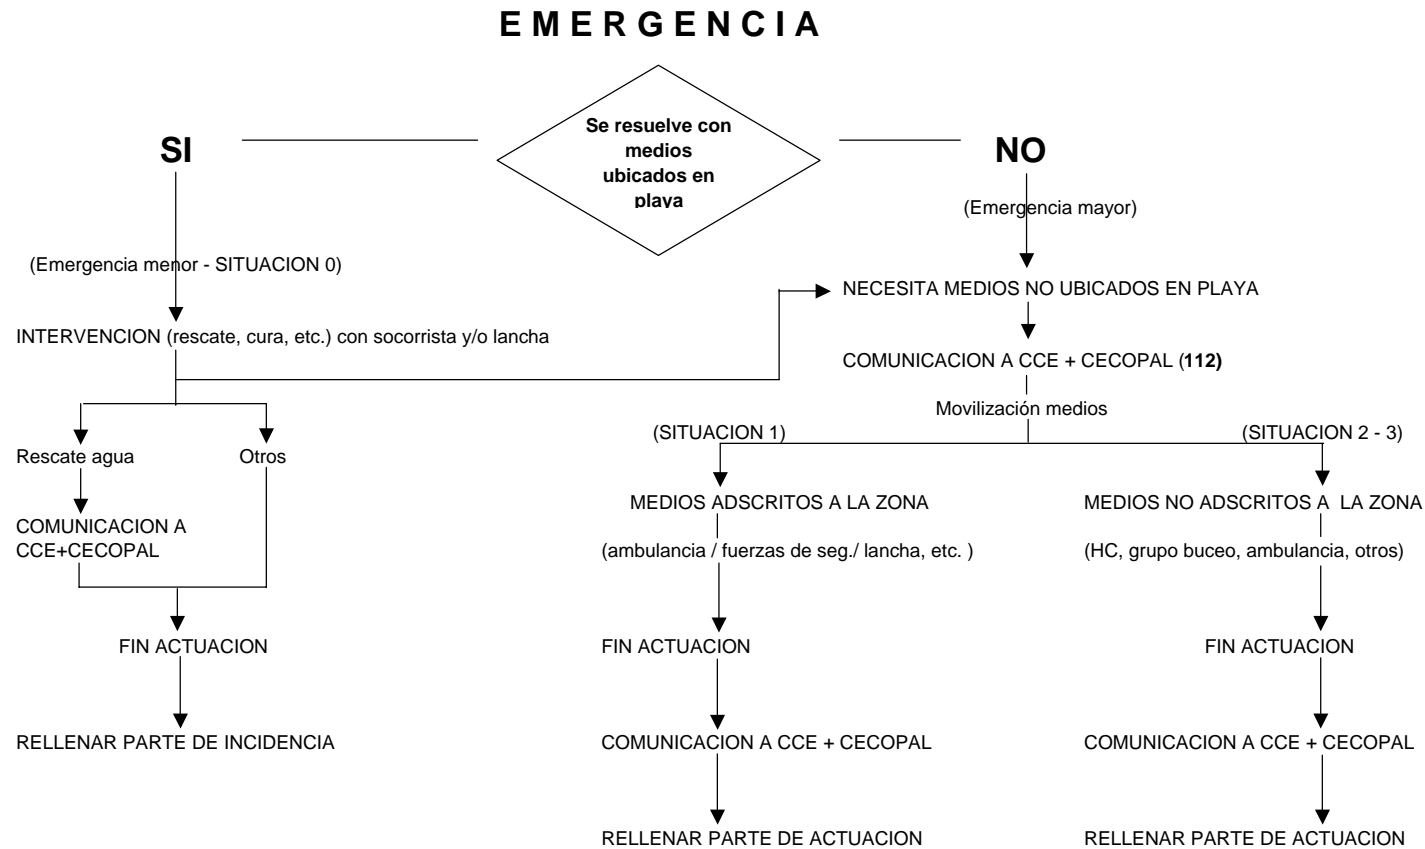 E M E R G E N C I A
Se resuelve con
medios
ubicados en
playa
SI
NO
(Emergencia mayor)
(Emergencia menor - SITUACION 0)
NECESITA MEDIOS NO UBICADOS EN PLAYA
INTERVENCION (rescate, cura, etc.) con socorrista y/o lancha
COMUNICACION A CCE + CECOPAL (112)
Movilización medios
(SITUACION 1)
(SITUACION 2 - 3)
Rescate agua
Otros
MEDIOS ADSCRITOS A LA ZONA
MEDIOS NO ADSCRITOS A LA ZONA
COMUNICACION A
CCE+CECOPAL
(ambulancia / fuerzas de seg./ lancha, etc. )
(HC, grupo buceo, ambulancia, otros)
FIN ACTUACION
FIN ACTUACION
FIN ACTUACION
RELLENAR PARTE DE INCIDENCIA
COMUNICACION A CCE + CECOPAL
COMUNICACION A CCE + CECOPAL
RELLENAR PARTE DE ACTUACION
RELLENAR PARTE DE ACTUACION